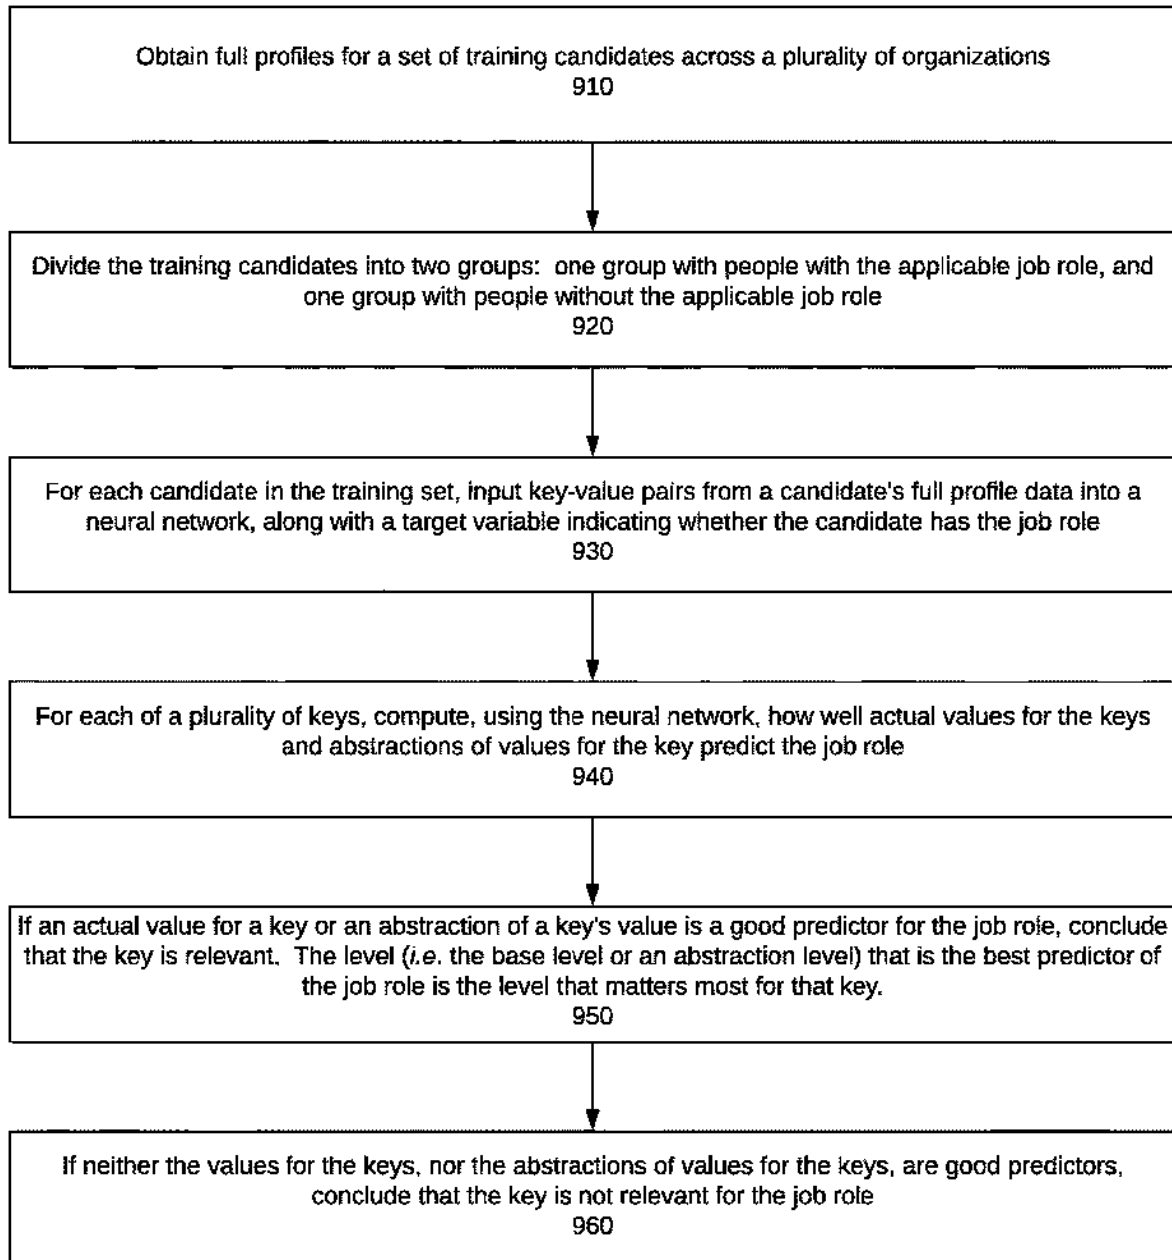 Obtain full profiles for a set of training candidates across a plurality of organizations
910
Divide the training candidates into two groups: one group with people with the applicable job role, and
one group with people without the applicable job role
920
For each candidate in the training set, input key-value pairs from a candidate's full profile data into a
neural network, along with a target variable indicating whether the candidate has the job role
930
For each of a plurality of keys, compute, using the neural network, how well actual values for the keys
and abstractions of values for the key predict the job role
940
If an actual value for a key or an abstraction of a key's value is a good predictor for the job role, conclude
that the key is relevant. The level (i.e. the base level or an abstraction level) that is the best predictor of
the job role is the level that matters most for that key.
950
If neither the values for the keys, nor the abstractions of values for the keys, are good predictors,
conclude that the key is not relevant for the job role
960